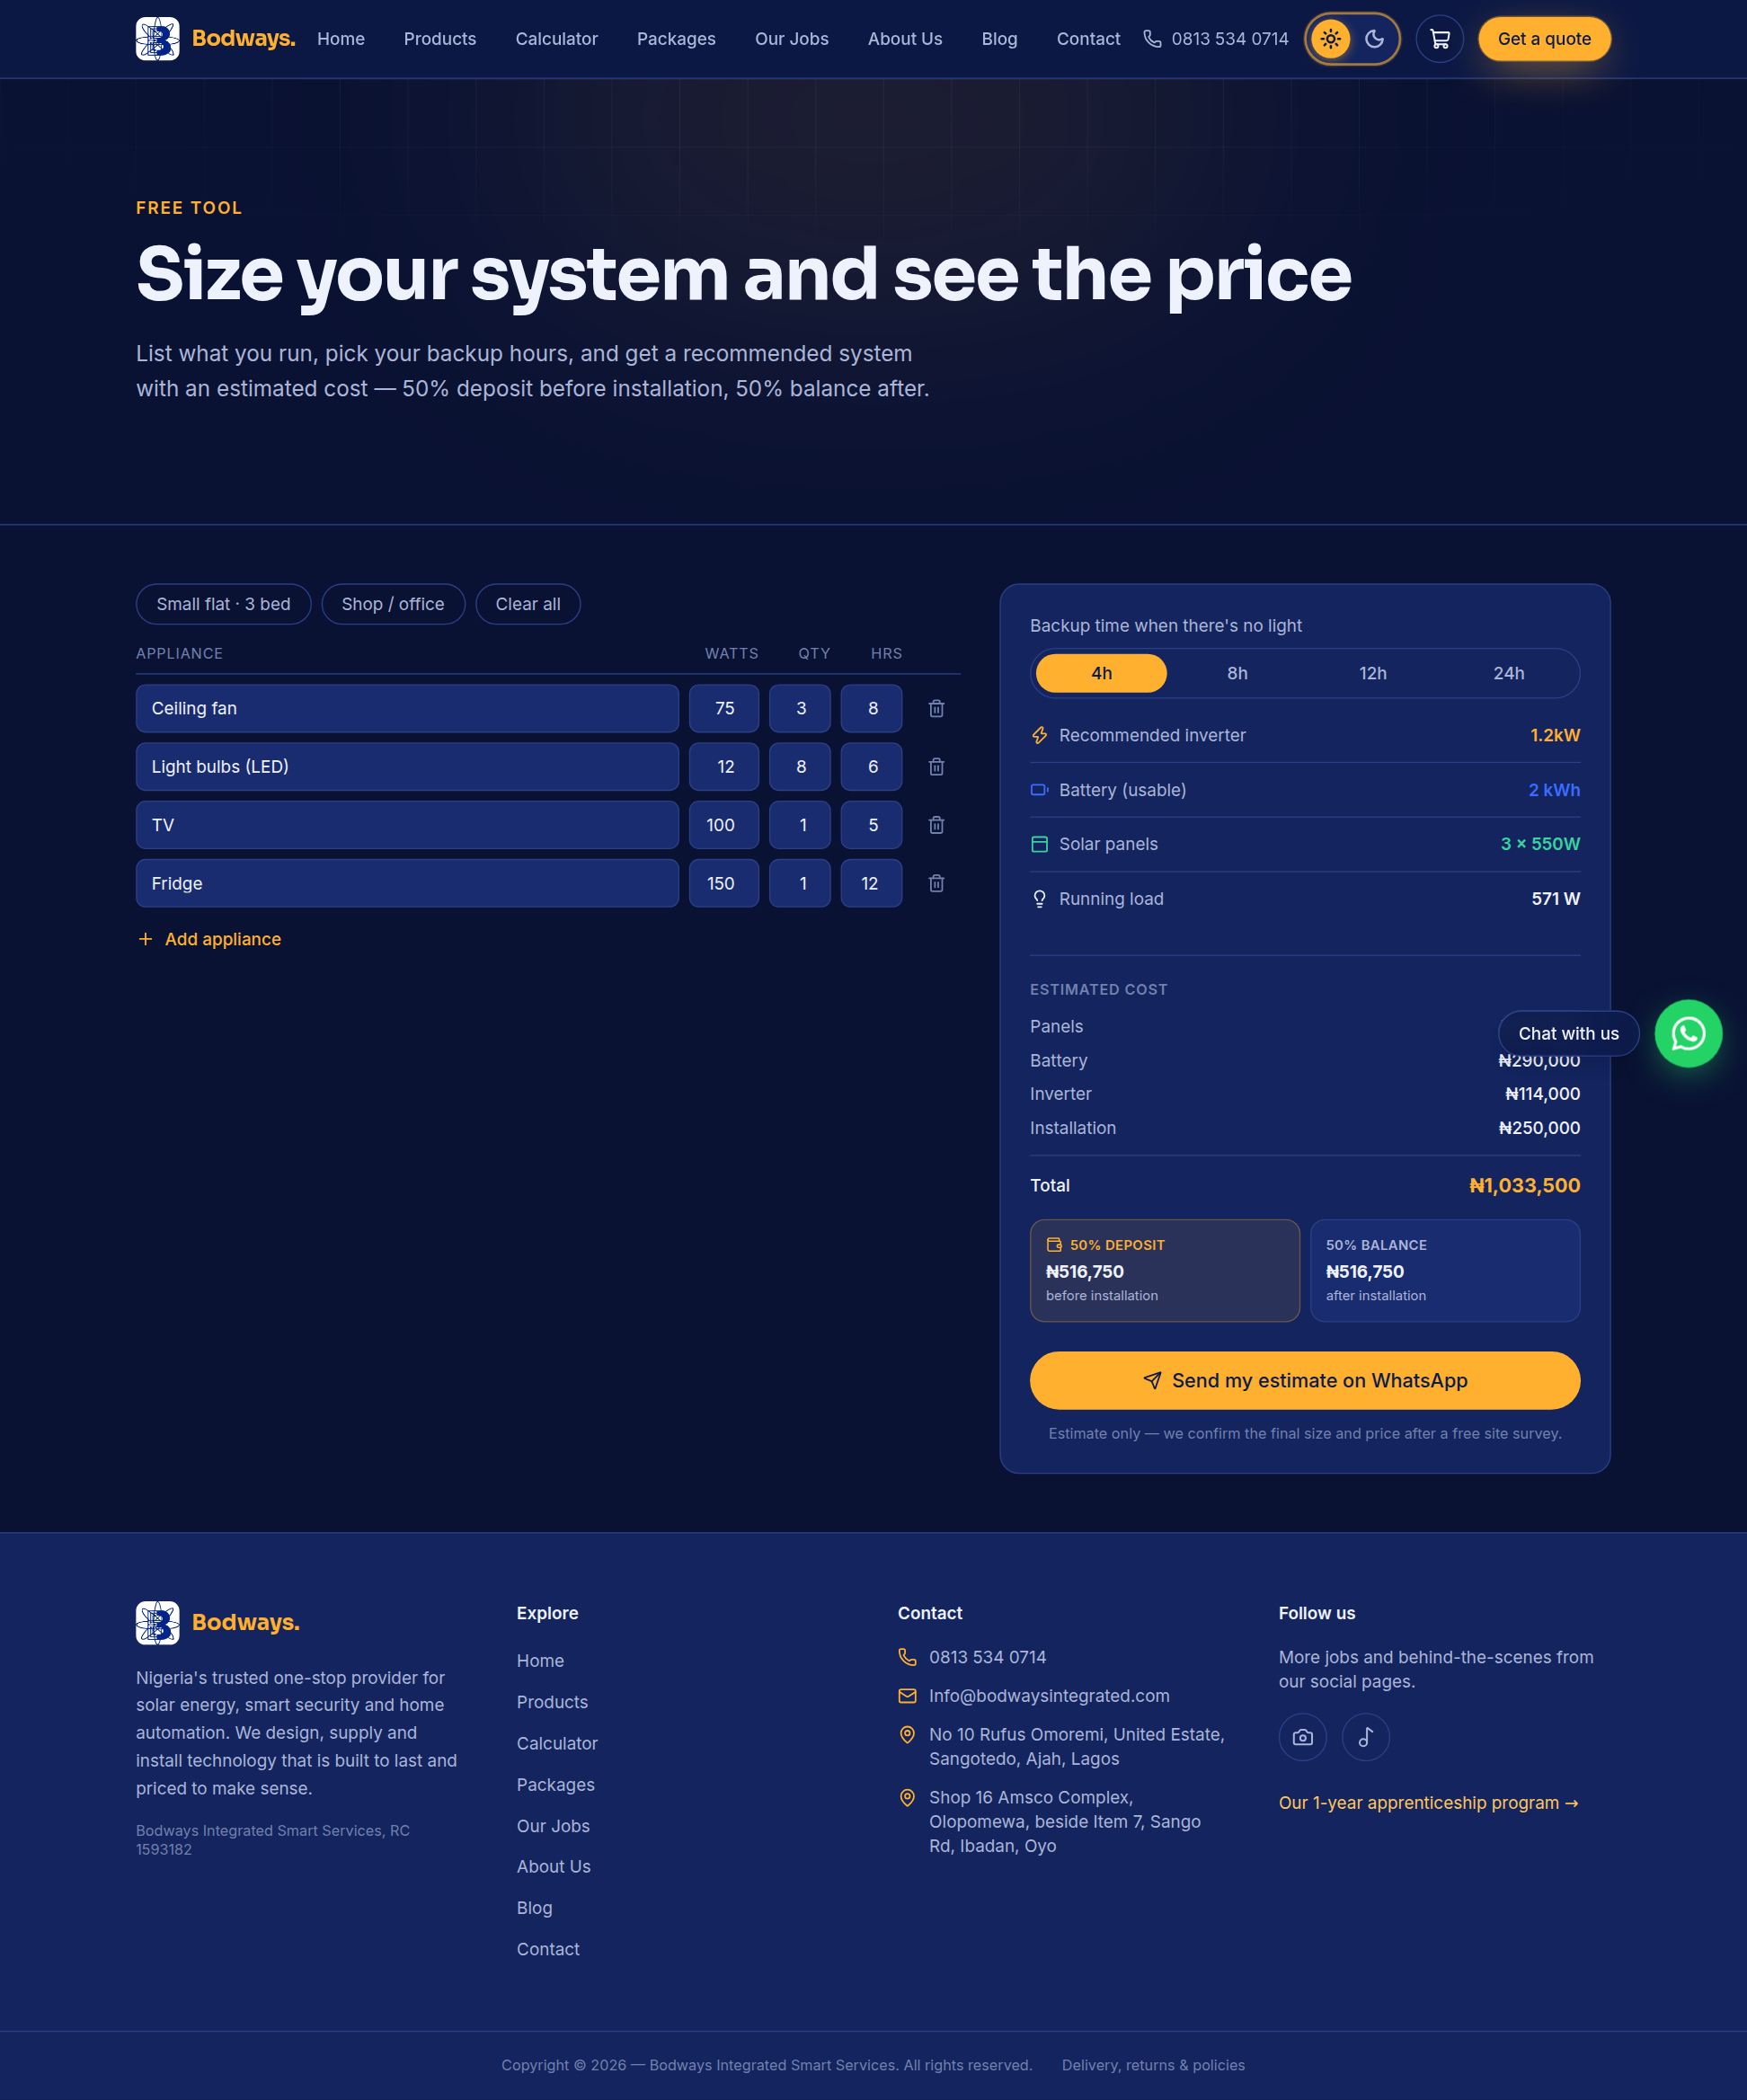 Bodways.
Home
Products
Calculator
Packages
Our Jobs
About Us
Blog
Contact
0813 534 0714
Get a quote
FREE TOOL
Size your system and see the price
List what you run, pick your backup hours, and get a recommended system
with an estimated cost — 50% deposit before installation, 50% balance after.
Small flat · 3 bed
Shop / office
Clear all
APPLIANCE WATTS QTY HRS
Ceiling fan 75 3 8
Light bulbs (LED) 12 8 6
TV 100 1 5
Fridge 150 1 12
+ Add appliance
Backup time when there's no light
4h 8h 12h 24h
Recommended inverter 1.2kW
Battery (usable) 2 kWh
Solar panels 3 × 550W
Running load 571 W
ESTIMATED COST
Panels
Chat with us
Battery ₦290,000
Inverter ₦114,000
Installation ₦250,000
Total ₦1,033,500
50% DEPOSIT
₦516,750
before installation
50% BALANCE
₦516,750
after installation
Send my estimate on WhatsApp
Estimate only — we confirm the final size and price after a free site survey.
Bodways.
Nigeria's trusted one-stop provider for
solar energy, smart security and home
automation. We design, supply and
install technology that is built to last and
priced to make sense.
Bodways Integrated Smart Services, RC
1593182
Explore
Home
Products
Calculator
Packages
Our Jobs
About Us
Blog
Contact
Contact
0813 534 0714
Info@bodwaysintegrated.com
No 10 Rufus Omoremi, United Estate,
Sangotedo, Ajah, Lagos
Shop 16 Amsco Complex,
Olopomewa, beside Item 7, Sango
Rd, Ibadan, Oyo
Follow us
More jobs and behind-the-scenes from
our social pages.
Our 1-year apprenticeship program →
Copyright © 2026 — Bodways Integrated Smart Services. All rights reserved.
Delivery, returns & policies